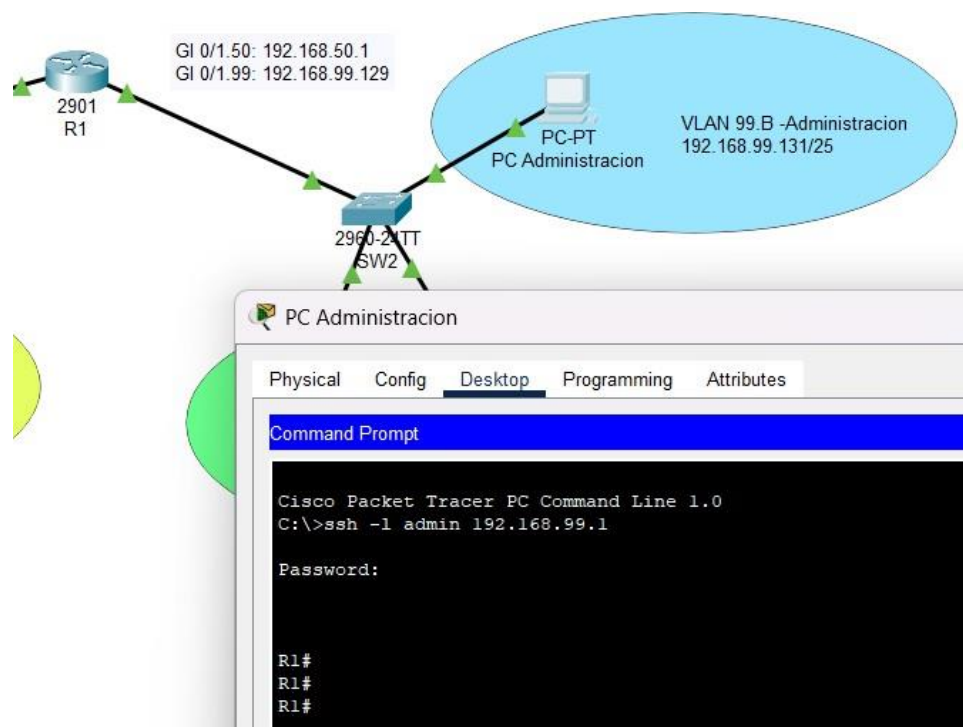 GI 0/1.50: 192.168.50.1
GI 0/1.99: 192.168.99.129
2901
R1
PC-PT
PC Administracion
VLAN 99.B -Administracion
192.168.99.131/25
2960-24TT
SW2
PC Administracion
Physical Config Desktop Programming Attributes
Command Prompt
Cisco Packet Tracer PC Command Line 1.0
C:\>ssh -l admin 192.168.99.1
Password:
R1#
R1#
R1#